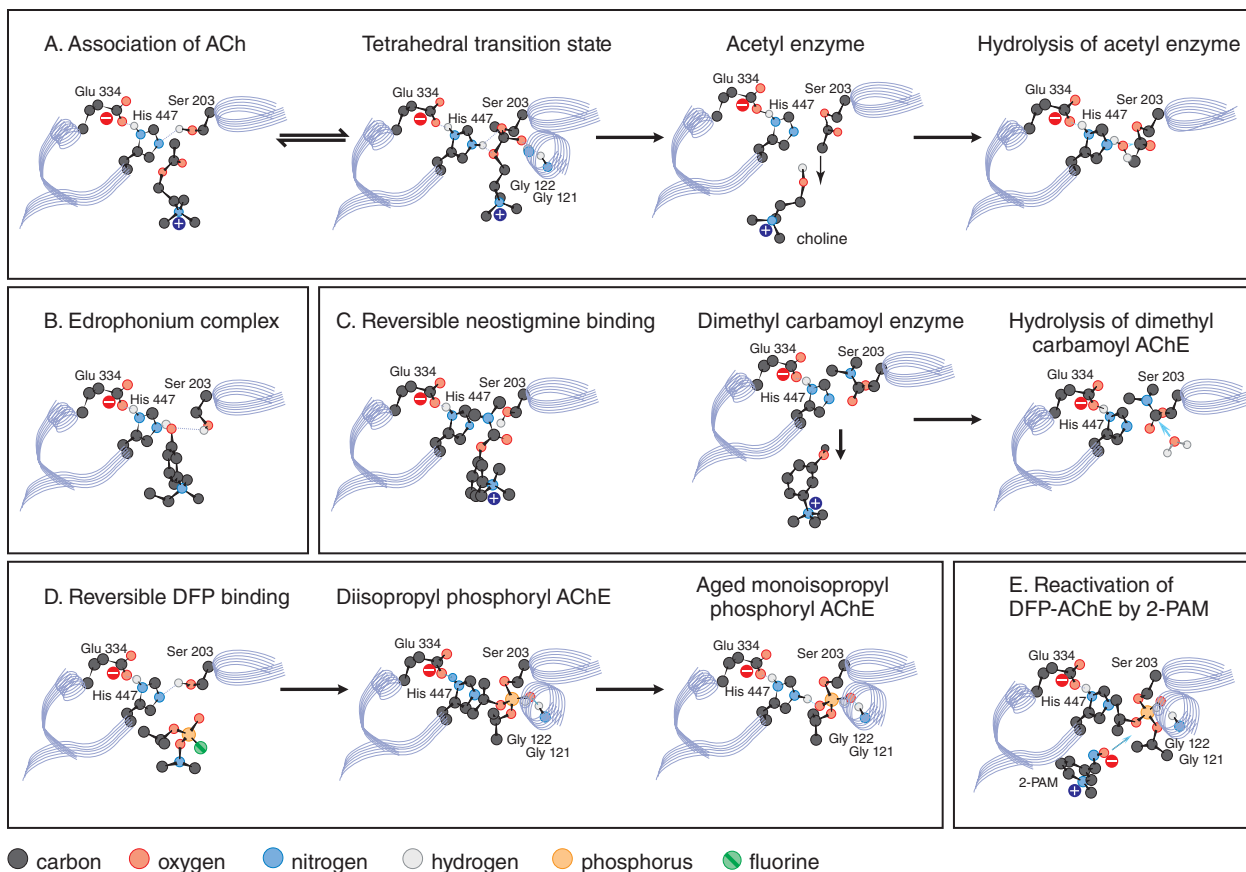 A. Association of ACh
Tetrahedral transition state
Acetyl enzyme
Hydrolysis of acetyl enzyme
Glu 334
His 447
Ser 203
Glu 334
His 447
Ser 203
Gly 122
Gly 121
Glu 334
His 447
Ser 203
choline
Glu 334
His 447
Ser 203
B. Edrophonium complex
Glu 334
His 447
Ser 203
C. Reversible neostigmine binding
Dimethyl carbamoyl enzyme
Hydrolysis of dimethyl
carbamoyl AChE
Glu 334
His 447
Ser 203
Glu 334
His 447
Ser 203
Glu 334
His 447
Ser 203
D. Reversible DFP binding
Diisopropyl phosphoryl AChE
Aged monoisopropyl
phosphoryl AChE
Glu 334
His 447
Ser 203
Glu 334
His 447
Ser 203
Gly 122
Gly 121
Glu 334
His 447
Ser 203
Gly 122
Gly 121
E. Reactivation of
DFP-AChE by 2-PAM
Glu 334
His 447
Ser 203
Gly 122
Gly 121
2-PAM
carbon
oxygen
nitrogen
hydrogen
phosphorus
fluorine